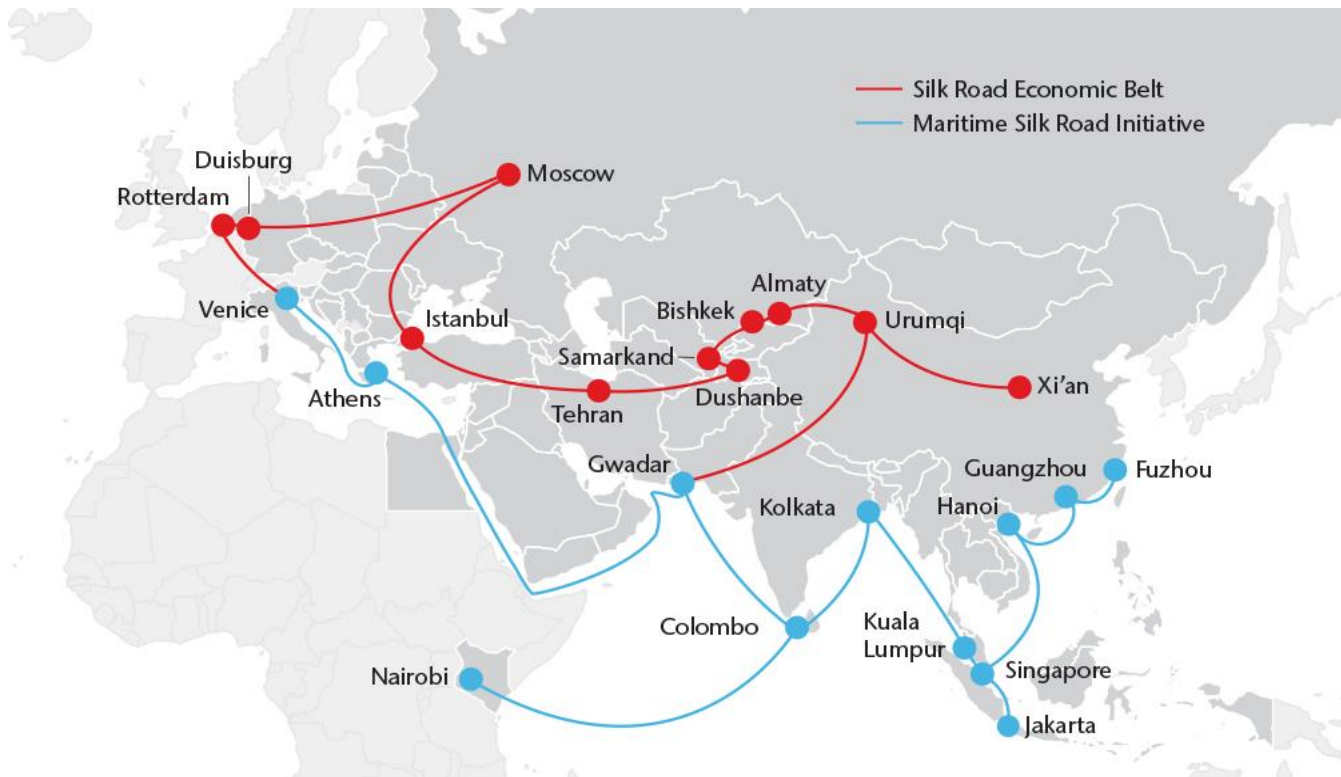 Silk Road Economic Belt
Maritime Silk Road Initiative
Duisburg
Rotterdam
Moscow
Venice
Istanbul
Athens
Tehran
Samarkand
Bishkek
Almaty
Dushanbe
Urumqi
Xi’an
Gwadar
Kolkata
Guangzhou
Fuzhou
Hanoi
Colombo
Kuala
Lumpur
Singapore
Nairobi
Jakarta